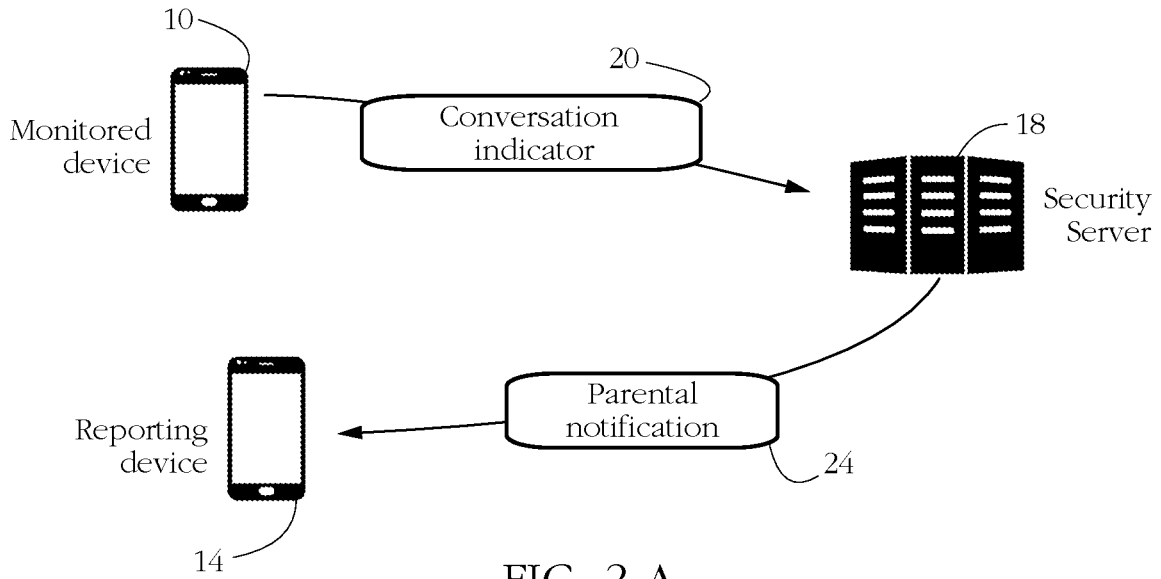 10
20
Conversation
indicator
Monitored
device
18
Security
Server
Parental
notification
Reporting
device
24
14
FIG. 2-A